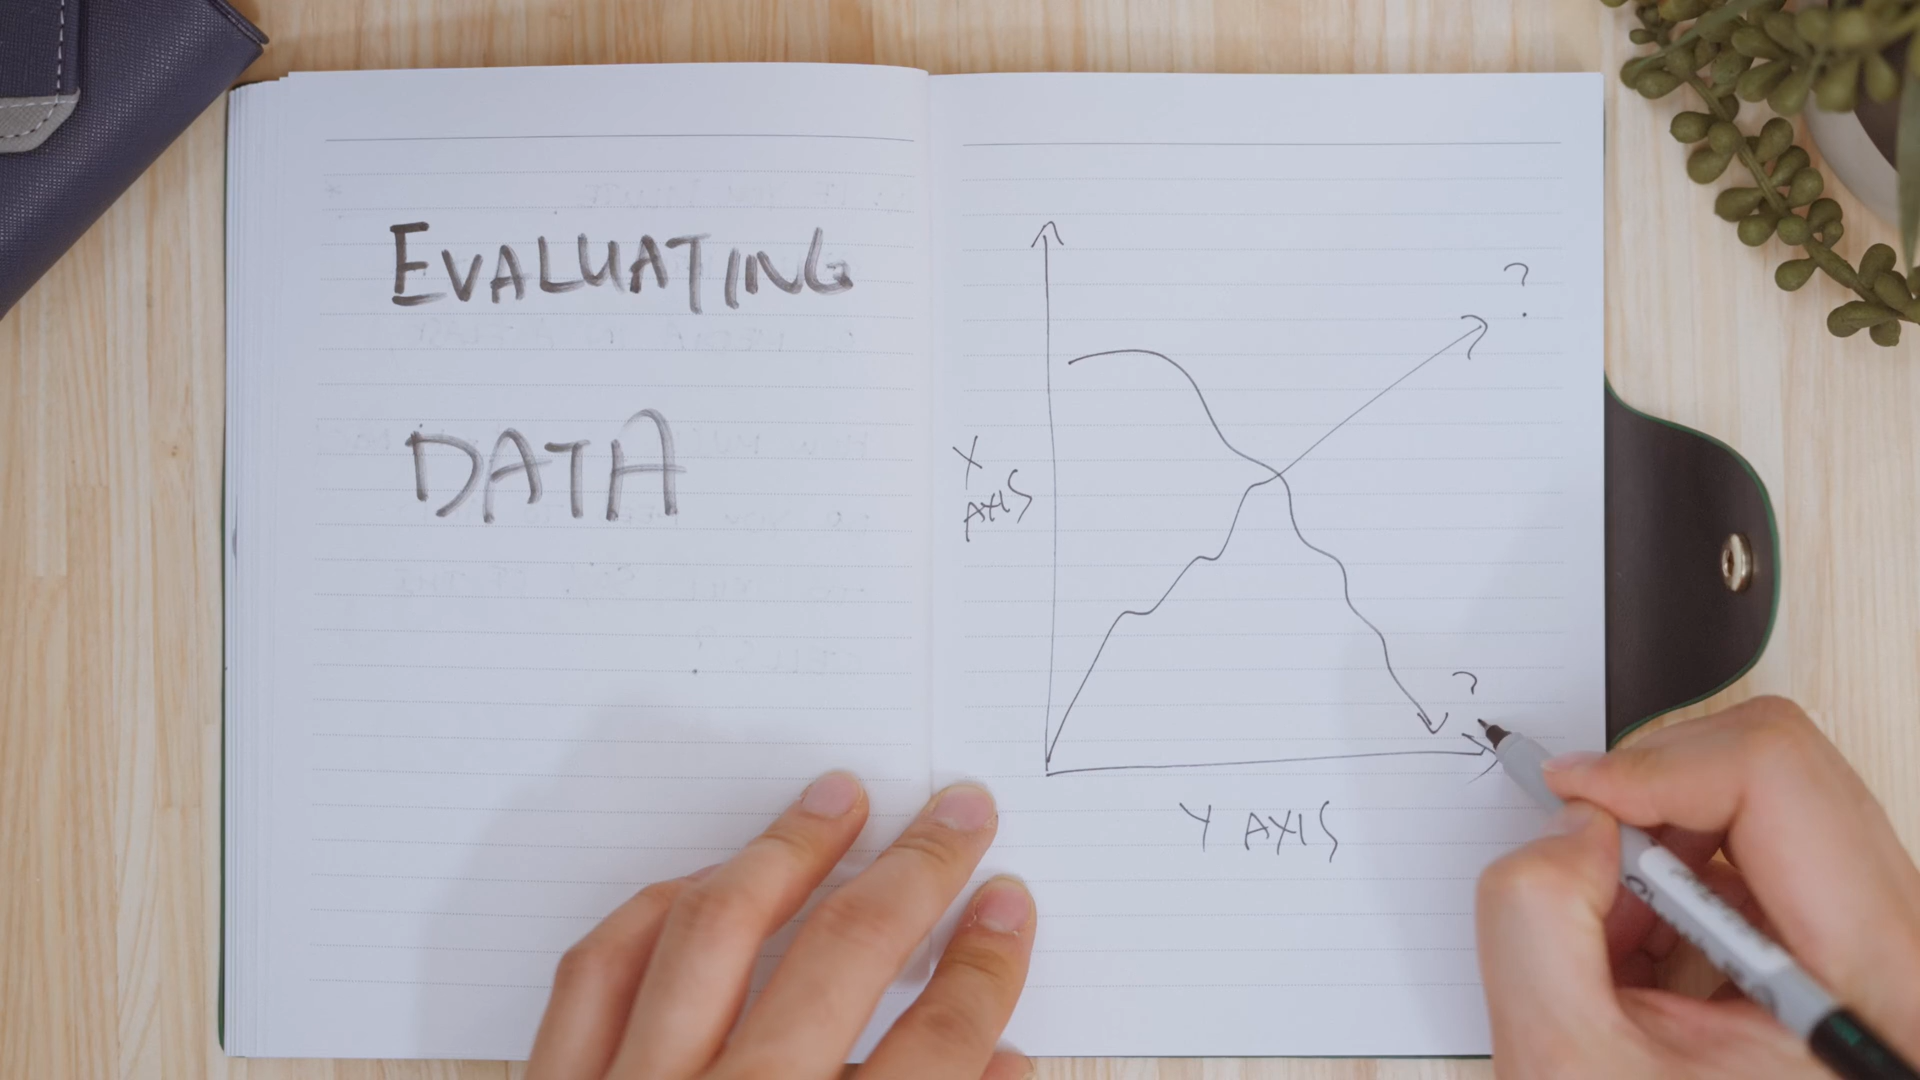 EVALUATING
DATA
?
X
AXIS
?
Y AXIS